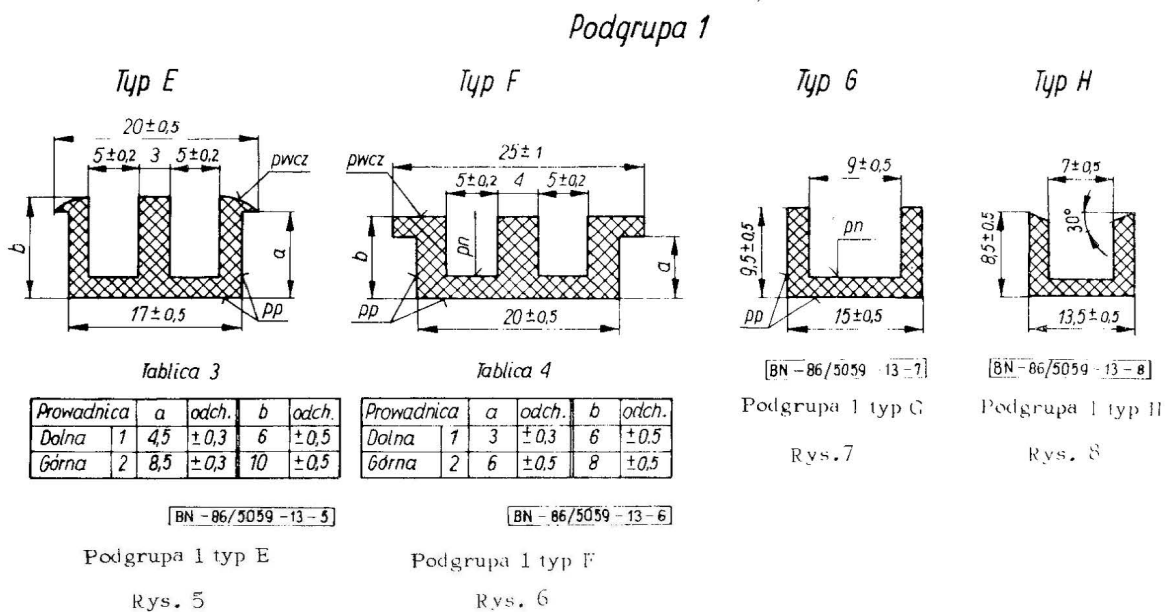 Podgrupa 1
Typ E
20±0,5
5±0,2 3 5±0,2
pwcz
b
a
17±0,5
pp
Tablica 3
Prowadnica a odch. b odch.
Dolna 1 4,5 ±0,3 6 ±0,5
Górna 2 8,5 ±0,3 10 ±0,5
BN-86/5059-13-5
Podgrupa 1 typ E
Rys. 5
Typ F
pwcz
25±1
5±0,2 4 5±0,2
pn
b
a
pp
20±0,5
Tablica 4
Prowadnica a odch. b odch.
Dolna 1 3 ±0,3 6 ±0,5
Górna 2 6 ±0,5 8 ±0,5
BN-86/5059-13-6
Podgrupa 1 typ F
Rys. 6
Typ G
9±0,5
9,5±0,5
pn
pp
15±0,5
BN-86/5059-13-7
Podgrupa 1 typ G
Rys. 7
Typ H
7±0,5
8,5±0,5
30°
13,5±0,5
BN-86/5059-13-8
Podgrupa 1 typ H
Rys. 8